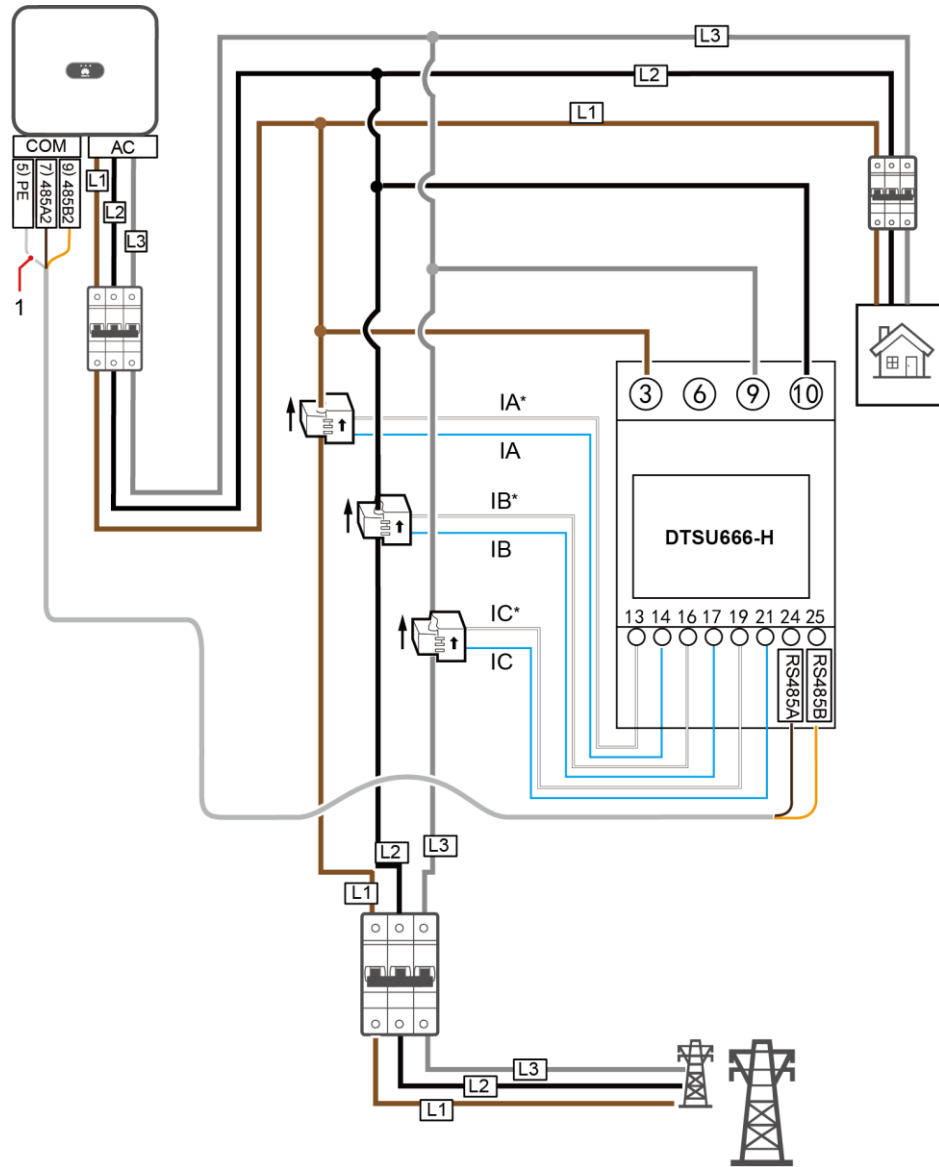 L3
L2
L1
COM
AC
5) PE
7) 485A2
9) 485B2
L1
L2
L3
1
3
6
9
10
IA*
IA
IB*
IB
IC*
IC
DTSU666-H
13 14 16 17 19 21 24 25
RS485A
RS485B
L2
L3
L1
L3
L2
L1